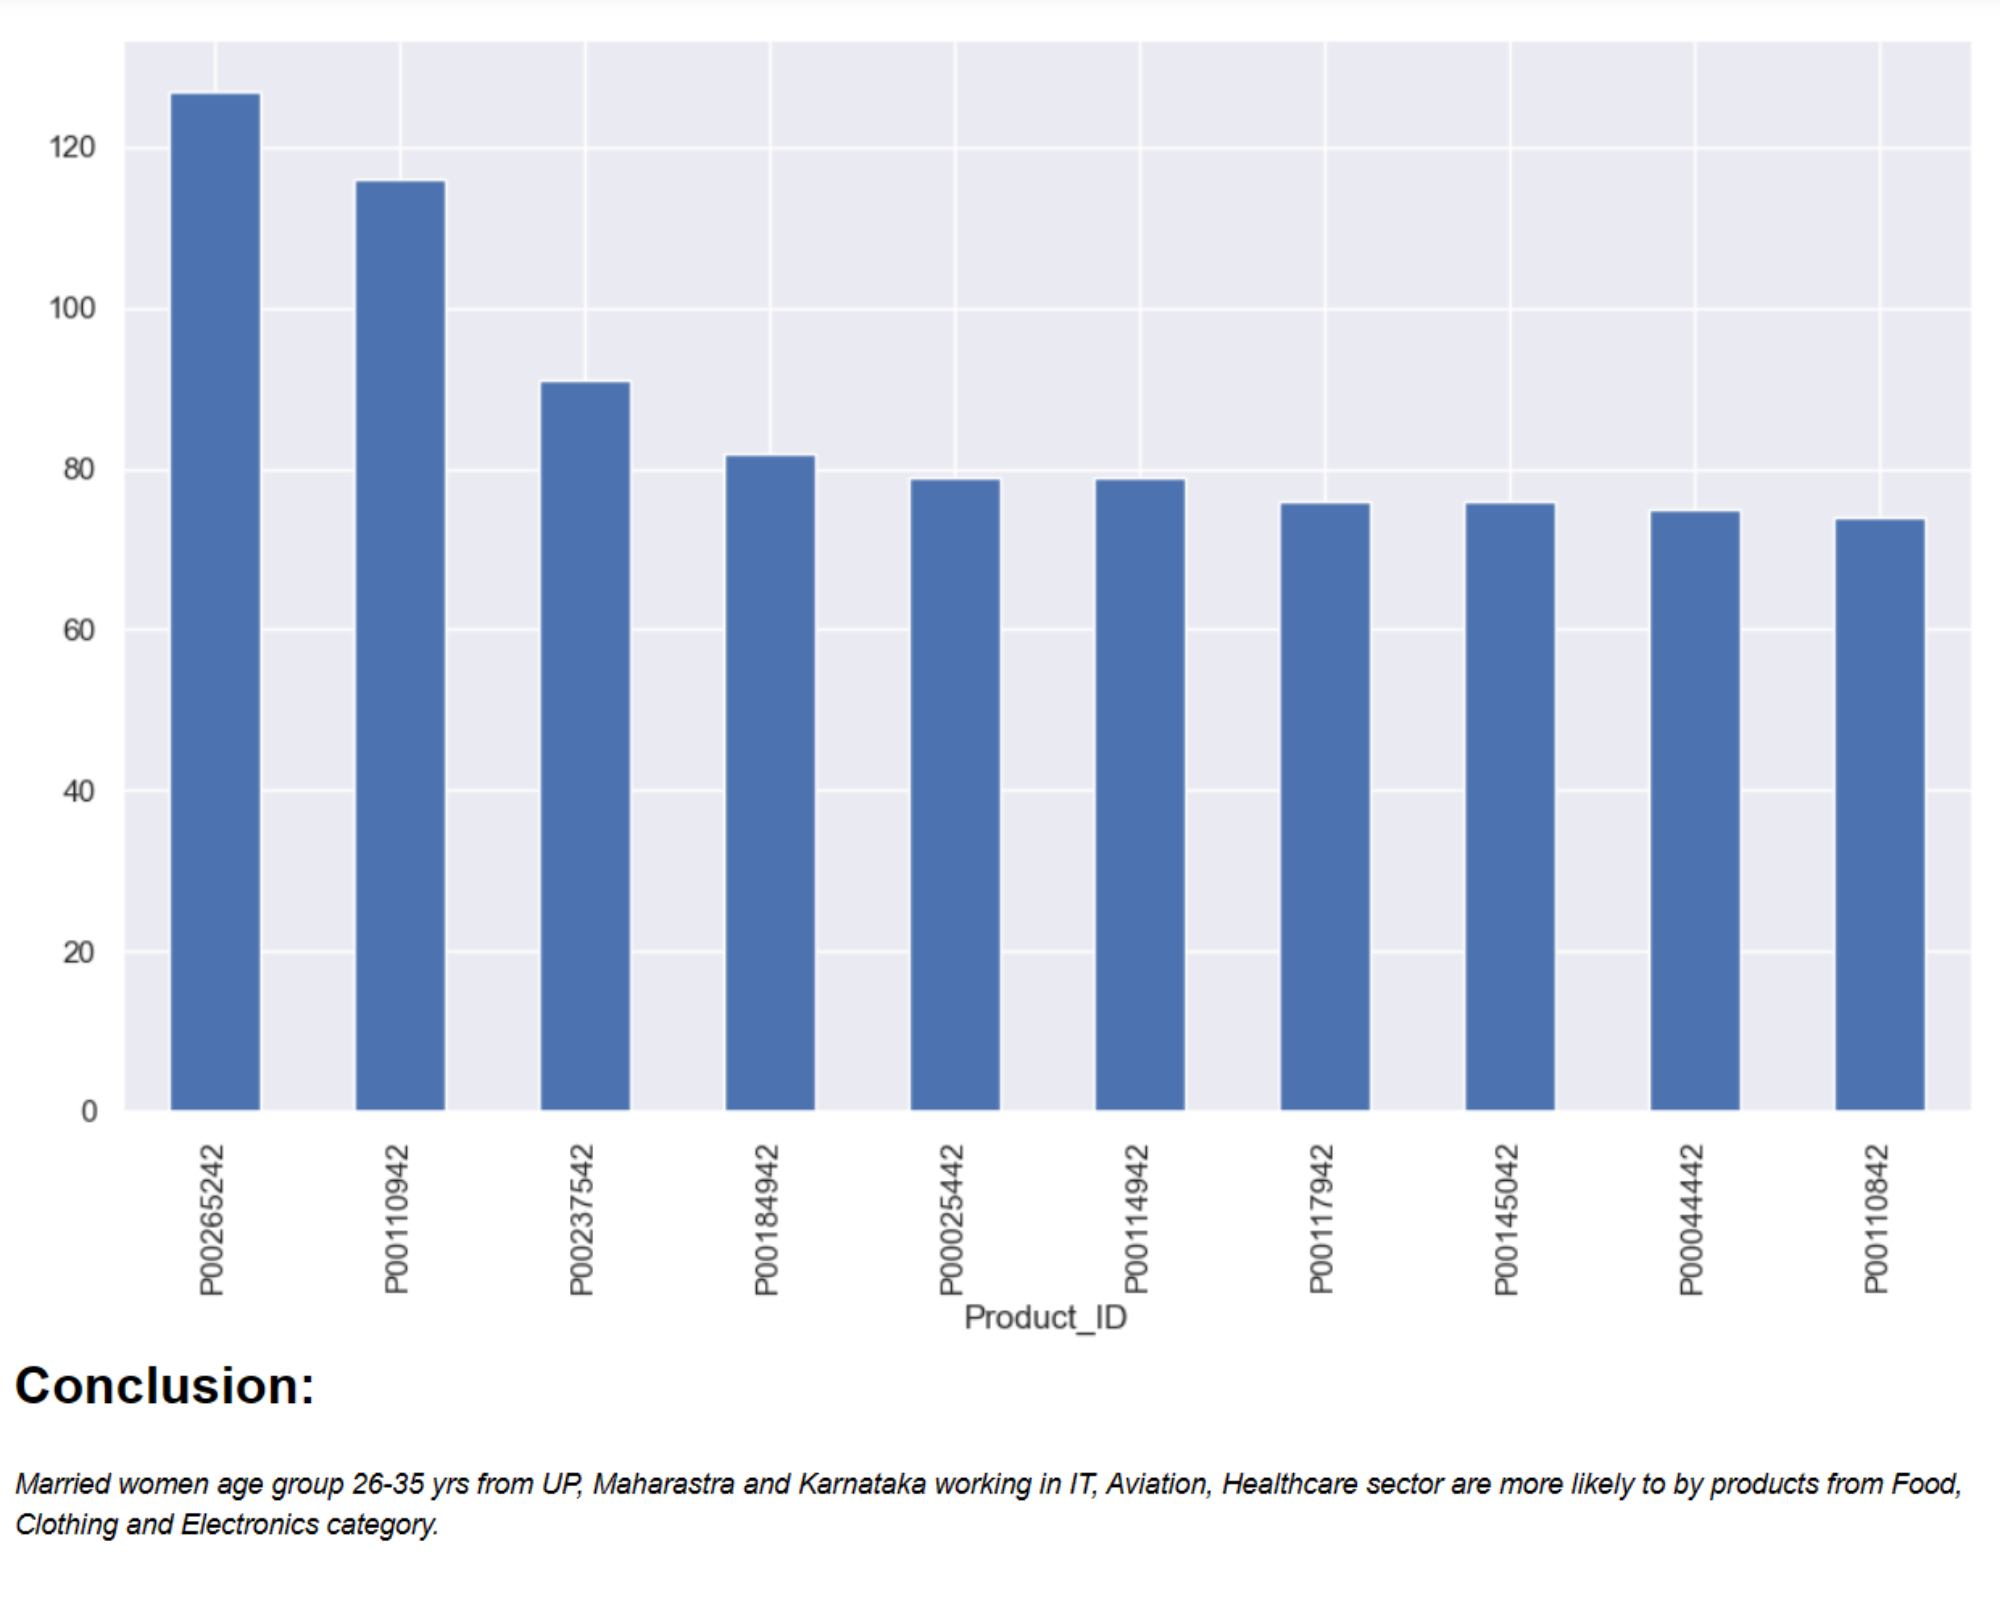 120
100
80
60
40
20
0
P00265242
P00110942
P00237542
P00184942
P00025442
P00114942
P00117942
P00145042
P00044442
P00110842
Product_ID
Conclusion:
Married women age group 26-35 yrs from UP, Maharastra and Karnataka working in IT, Aviation, Healthcare sector are more likely to by products from Food,
Clothing and Electronics category.